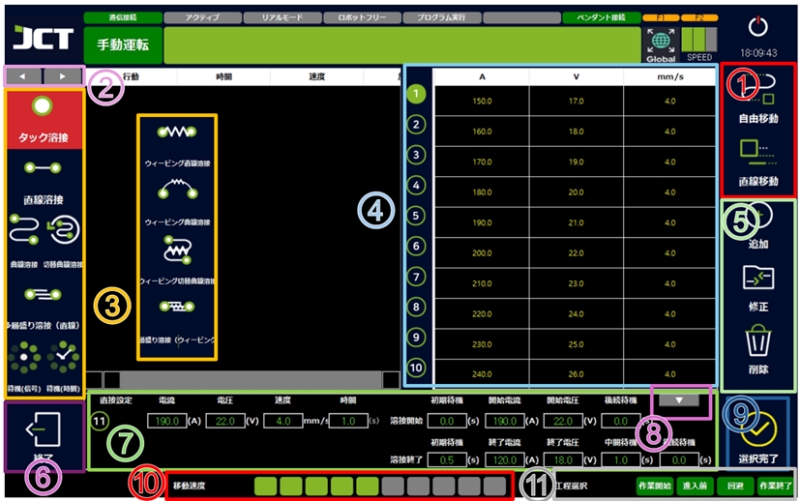 通信接続 アクティブ リアルモード ロボットフリー プログラム実行 ペンダント接続 F1 F2
JCT
手動運転
Global SPEED
18:09:43
◀ ▶ ②
行動 時間 速度
A V mm/s
1 150.0 17.0 4.0
2 160.0 18.0 4.0
3 170.0 19.0 4.0
4 180.0 20.0 4.0
5 190.0 21.0 4.0
6 200.0 22.0 4.0
7 210.0 23.0 4.0
8 220.0 24.0 4.0
9 230.0 25.0 4.0
10 240.0 26.0 4.0
タック溶接
直線溶接
曲線溶接 切替曲線溶接
多層盛り溶接（直線）
待機(信号) 待機(時間)
③
ウィービング直線溶接
ウィービング曲線溶接
ウィービング切替曲線溶接
層盛り溶接（ウィービング
④
①
自由移動
直線移動
⑤
追加
修正
削除
終了
⑥
直接設定 電流 電圧 速度 時間
11 190.0 (A) 22.0 (V) 4.0 mm/s 1.0 (s)
⑦
初期待機 開始電流 開始電圧 後続待機 ▼
溶接開始 0.0 (s) 190.0 (A) 22.0 (V) 0.0
⑧
初期待機 終了電流 終了電圧 中間待機 後続待機
溶接終了 0.5 (s) 120.0 (A) 18.0 (V) 1.0 (s) 0.0 (s)
⑨
選択完了
⑩ 移動速度
⑪ 工程選択 作業開始 進入前 回避 作業終了